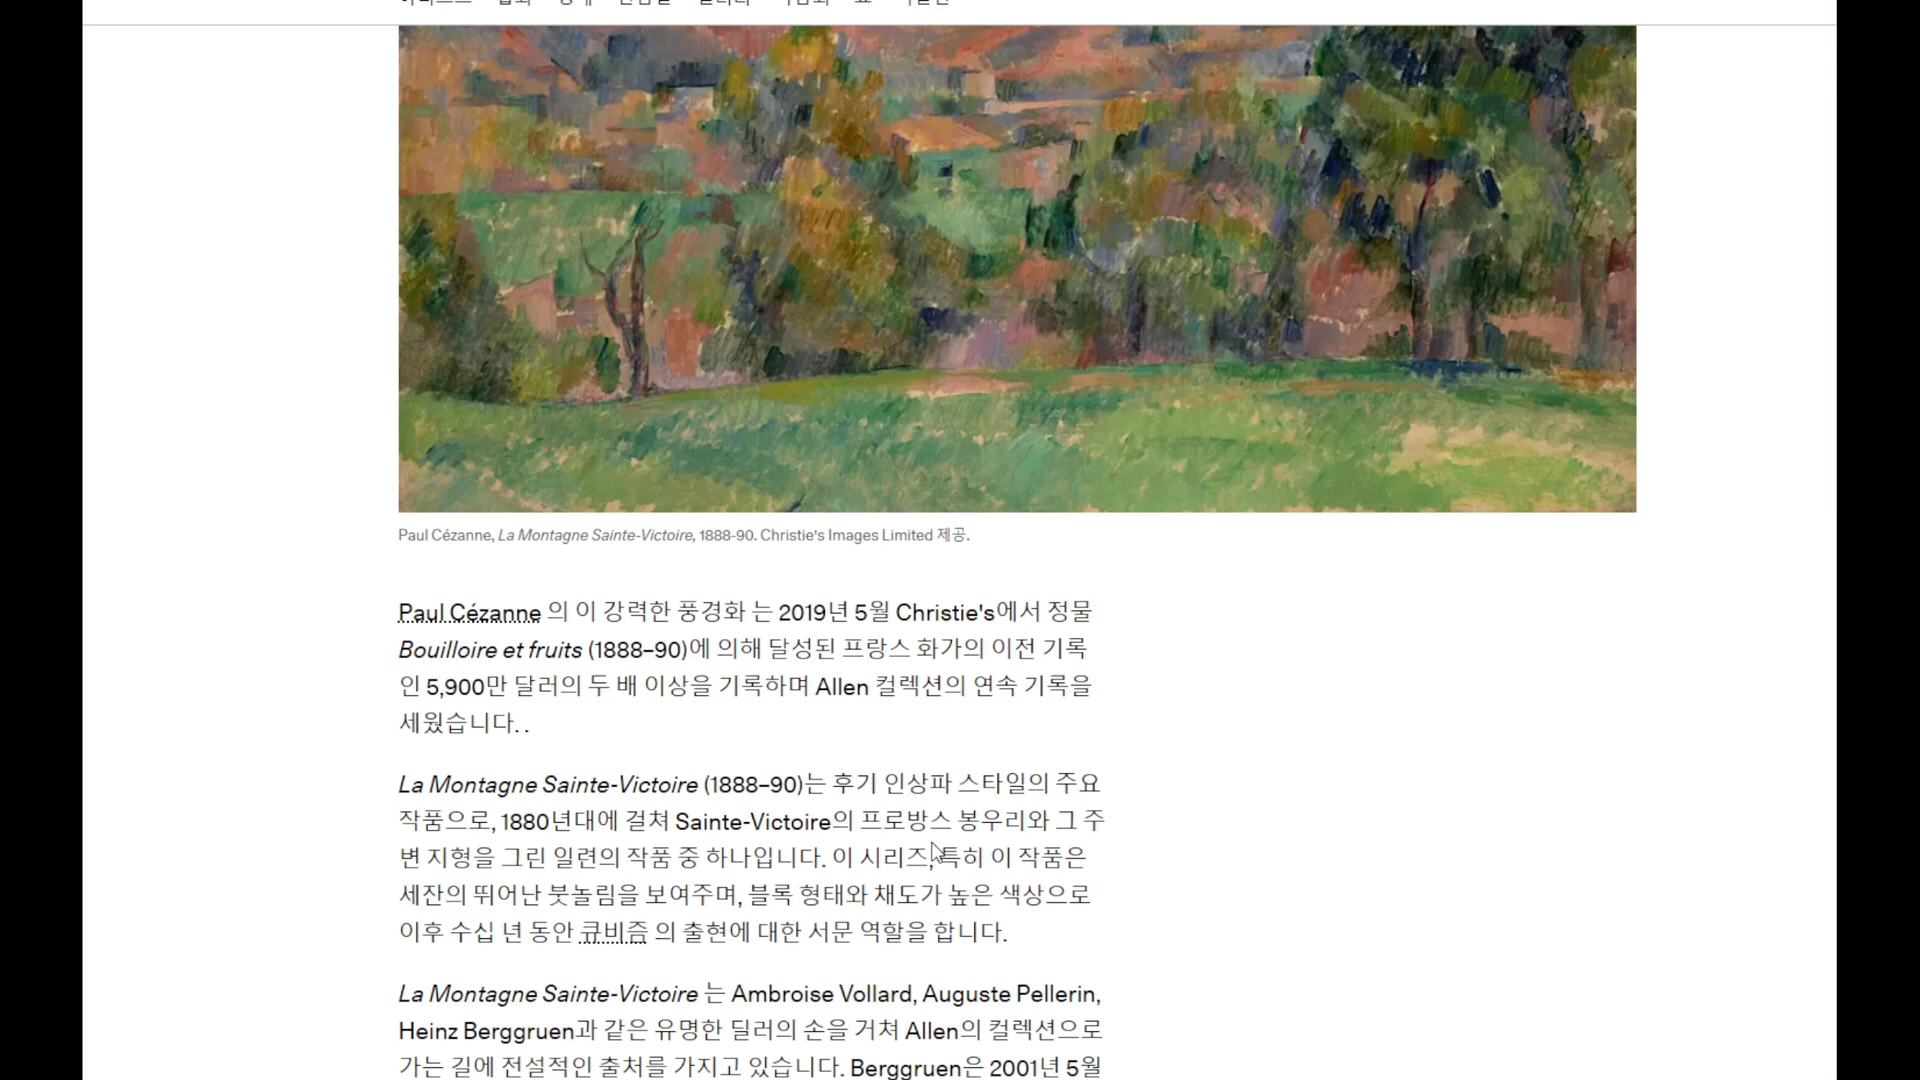 Paul Cézanne, La Montagne Sainte-Victoire, 1888-90. Christie's Images Limited 제공.
Paul Cézanne 의 이 강력한 풍경화 는 2019년 5월 Christie's에서 정물
Bouilloire et fruits (1888–90)에 의해 달성된 프랑스 화가의 이전 기록
인 5,900만 달러의 두 배 이상을 기록하며 Allen 컬렉션의 연속 기록을
세웠습니다. .
La Montagne Sainte-Victoire (1888–90)는 후기 인상파 스타일의 주요
작품으로, 1880년대에 걸쳐 Sainte-Victoire의 프로방스 봉우리와 그 주
변 지형을 그린 일련의 작품 중 하나입니다. 이 시리즈, 특히 이 작품은
세잔의 뛰어난 붓놀림을 보여주며, 블록 형태와 채도가 높은 색상으로
이후 수십 년 동안 큐비즘 의 출현에 대한 서문 역할을 합니다.
La Montagne Sainte-Victoire 는 Ambroise Vollard, Auguste Pellerin,
Heinz Berggruen과 같은 유명한 딜러의 손을 거쳐 Allen의 컬렉션으로
가는 길에 전설적인 출처를 가지고 있습니다. Berggruen은 2001년 5월